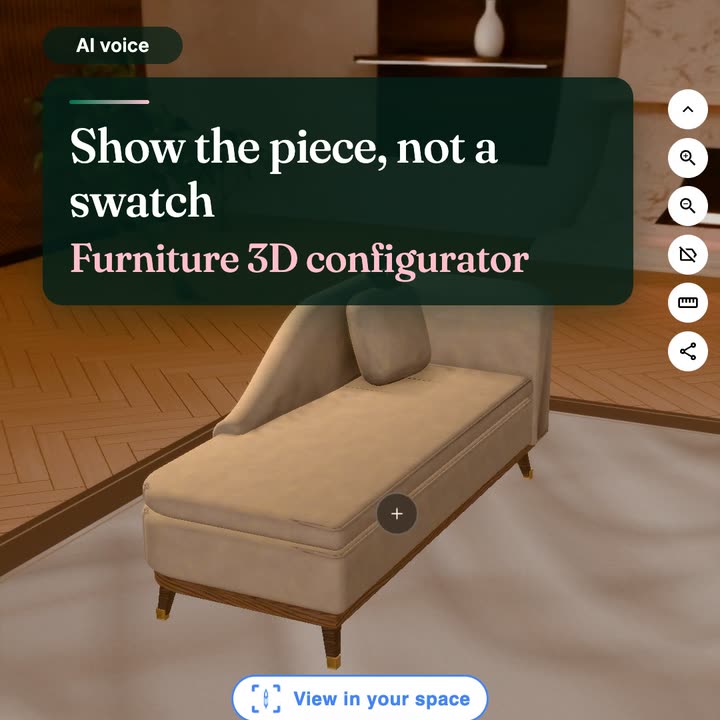 AI voice
Show the piece, not a
swatch
Furniture 3D configurator
View in your space